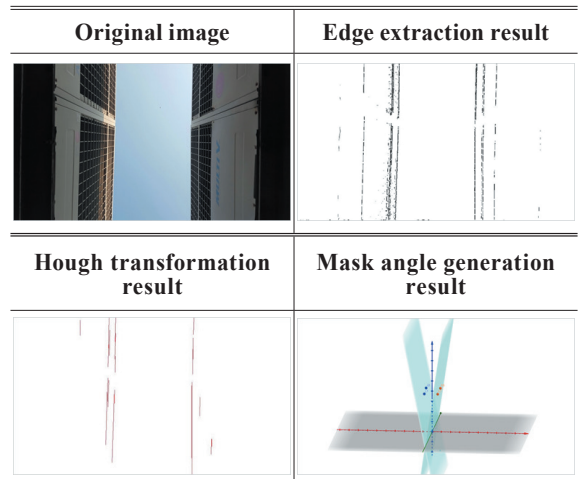 Original image
Edge extraction result
Hough transformation
result
Mask angle generation
result